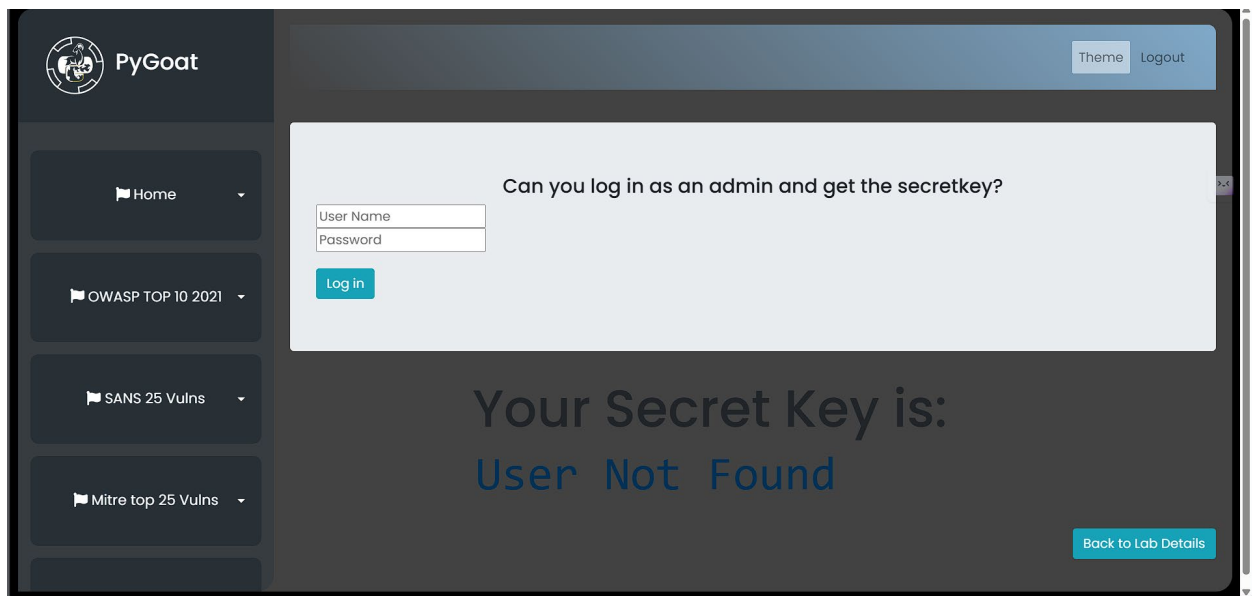 PyGoat
Theme Logout
Home
OWASP TOP 10 2021
SANS 25 Vulns
Mitre top 25 Vulns
Can you log in as an admin and get the secretkey?
User Name
Password
Log in
Your Secret Key is:
User Not Found
Back to Lab Details